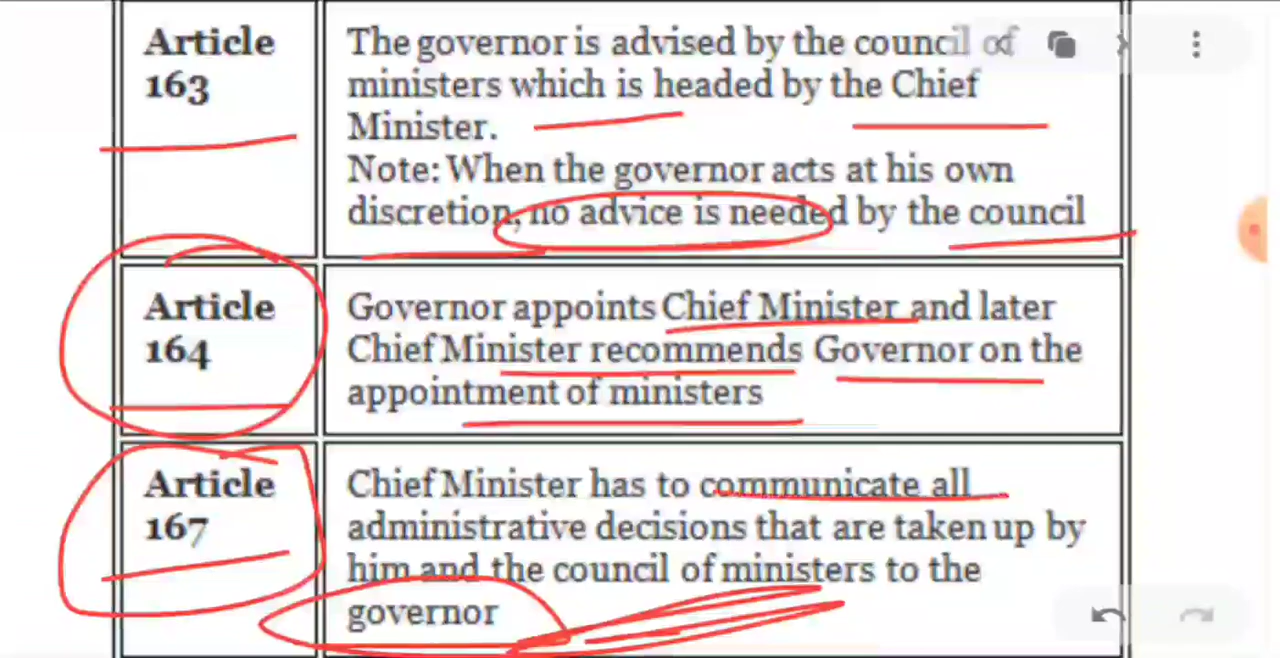 Article
163
The governor is advised by the council of
ministers which is headed by the Chief
Minister.
Note: When the governor acts at his own
discretion, no advice is needed by the council
Article
164
Governor appoints Chief Minister and later
Chief Minister recommends Governor on the
appointment of ministers
Article
167
Chief Minister has to communicate all
administrative decisions that are taken up by
him and the council of ministers to the
governor